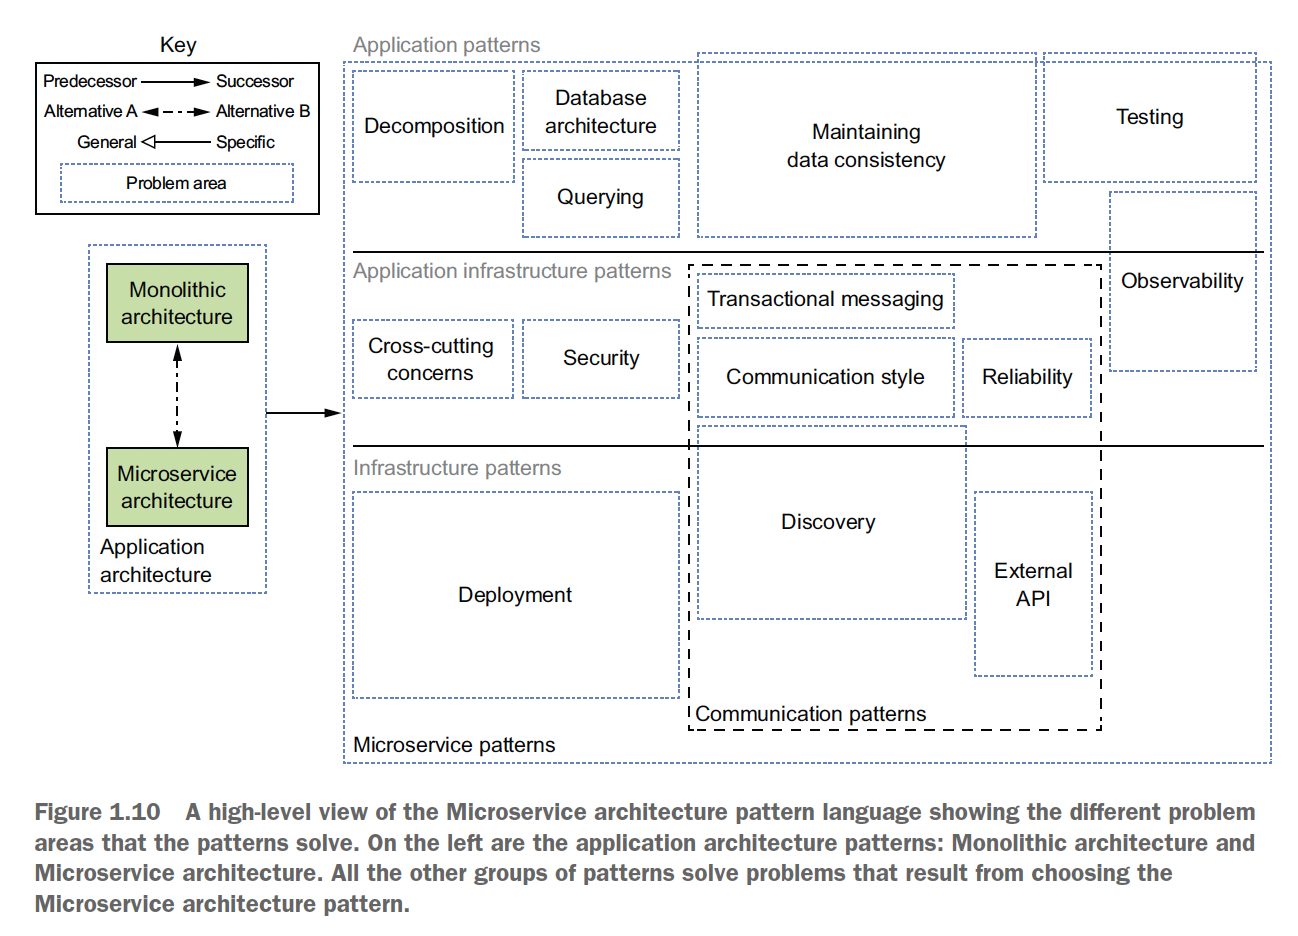 Key
Predecessor Successor
Alternative A Alternative B
General Specific
Problem area
Monolithic
architecture
Microservice
architecture
Application
architecture
Application patterns
Decomposition
Database
architecture
Querying
Maintaining
data consistency
Testing
Observability
Application infrastructure patterns
Cross-cutting
concerns
Security
Transactional messaging
Communication style
Reliability
Infrastructure patterns
Deployment
Discovery
External
API
Communication patterns
Microservice patterns
Figure 1.10 A high-level view of the Microservice architecture pattern language showing the different problem
areas that the patterns solve. On the left are the application architecture patterns: Monolithic architecture and
Microservice architecture. All the other groups of patterns solve problems that result from choosing the
Microservice architecture pattern.